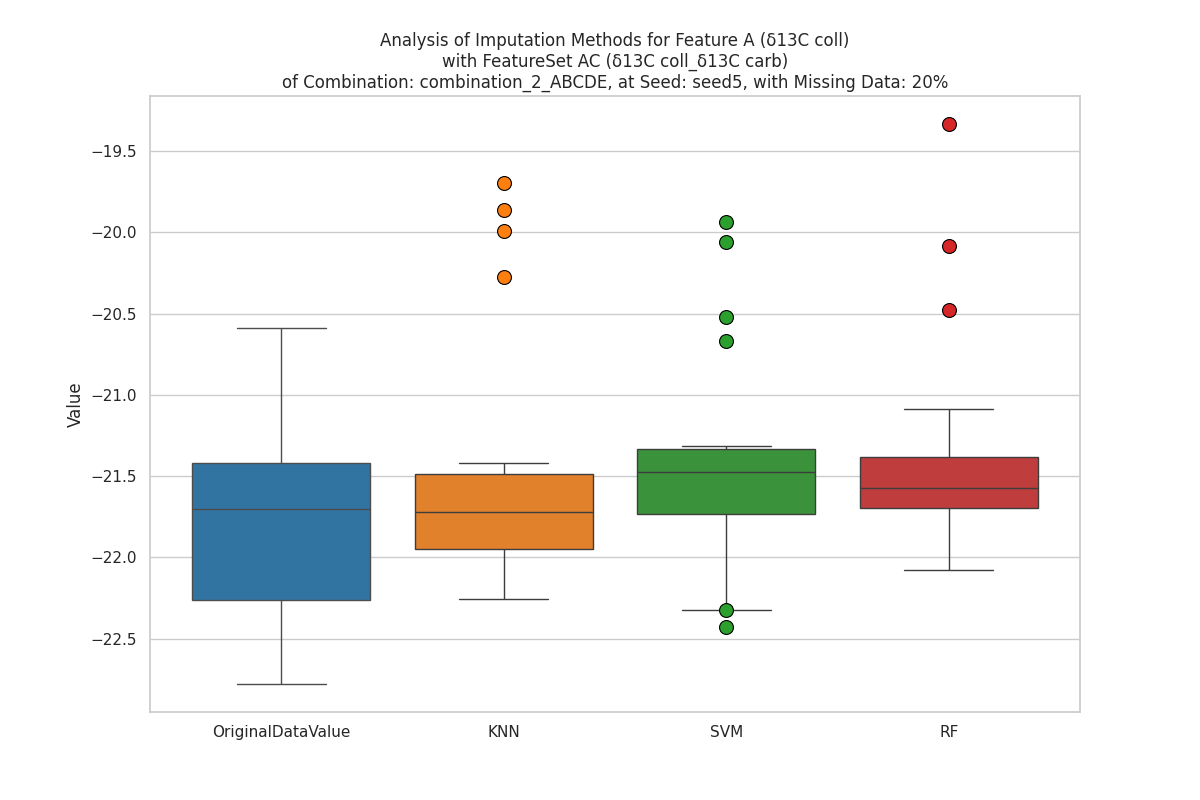 Analysis of Imputation Methods for Feature A (δ13C coll)
with FeatureSet AC (δ13C coll_δ13C carb)
of Combination: combination_2_ABCDE, at Seed: seed5, with Missing Data: 20%
−19.5
−20.0
−20.5
−21.0
−21.5
−22.0
−22.5
Value
OriginalDataValue
KNN
SVM
RF